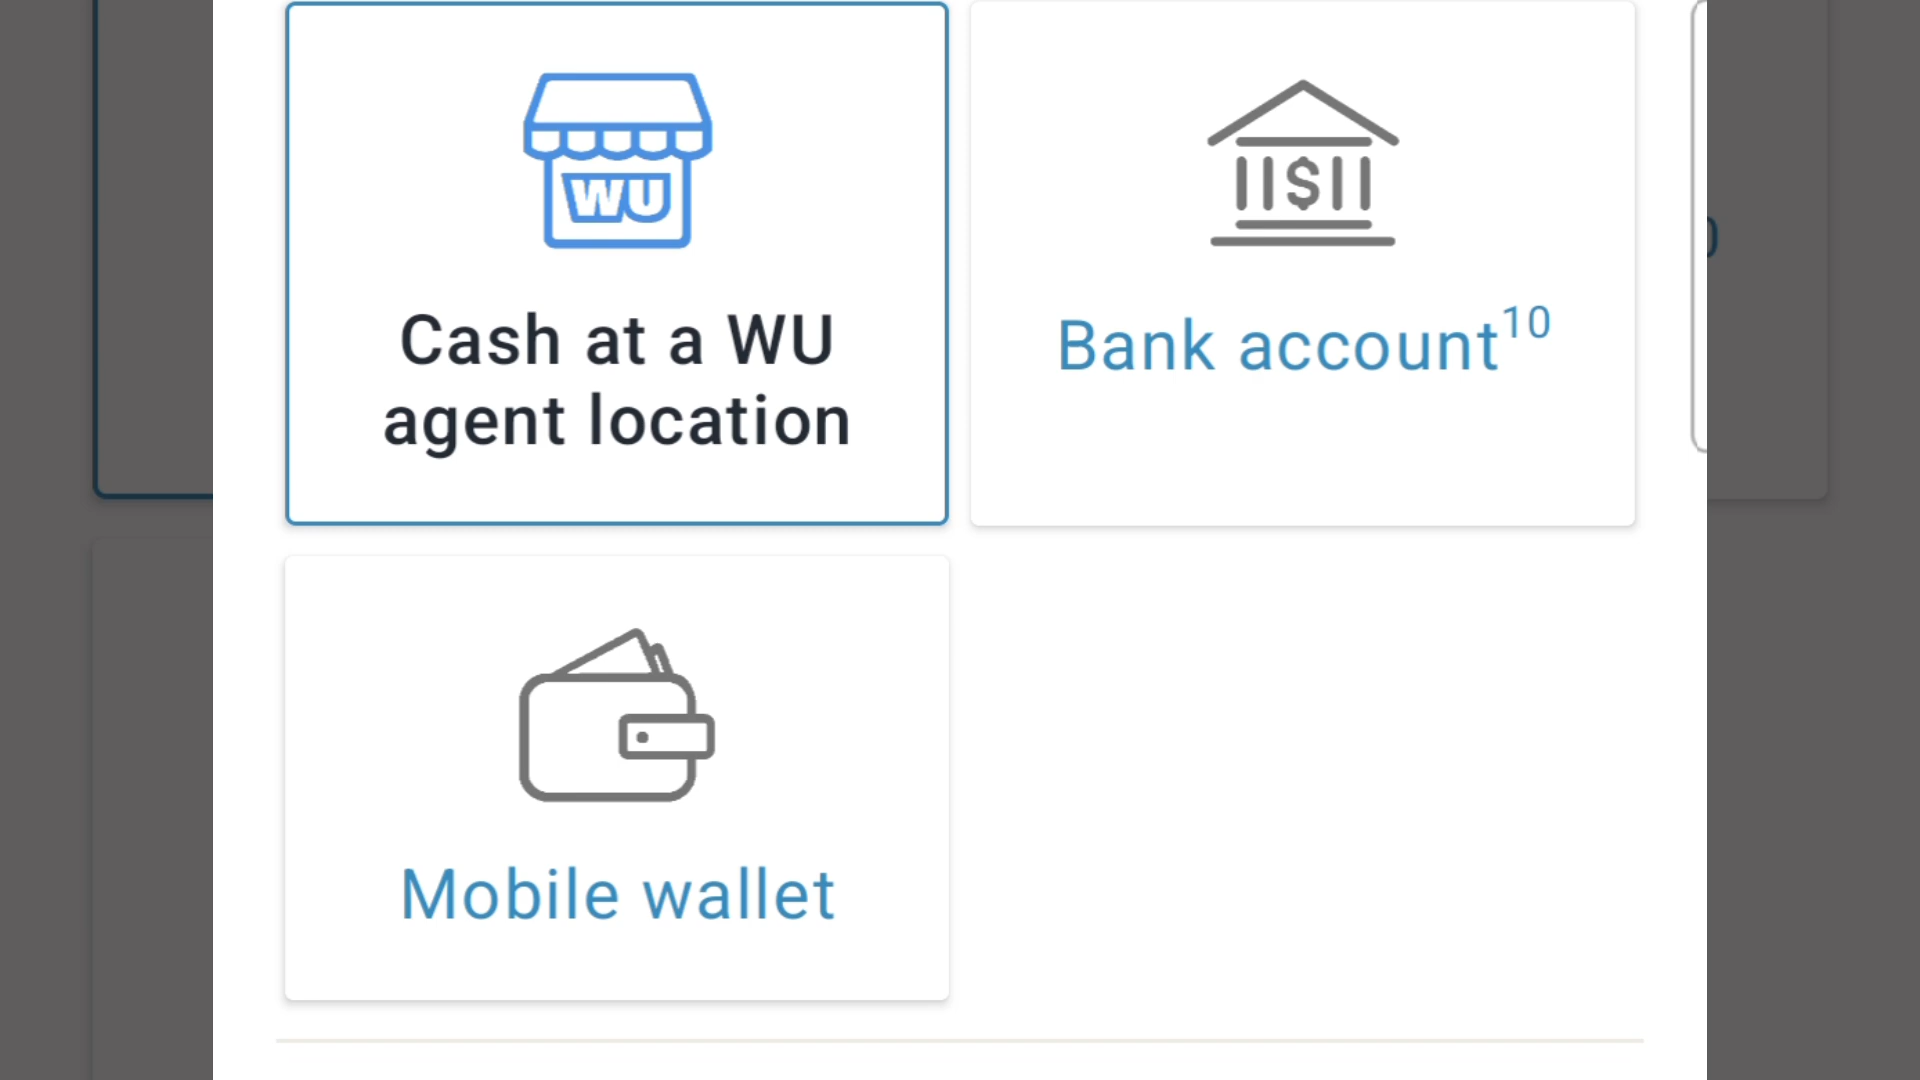 WU
Cash at a WU
agent location
$
Bank account10
Mobile wallet